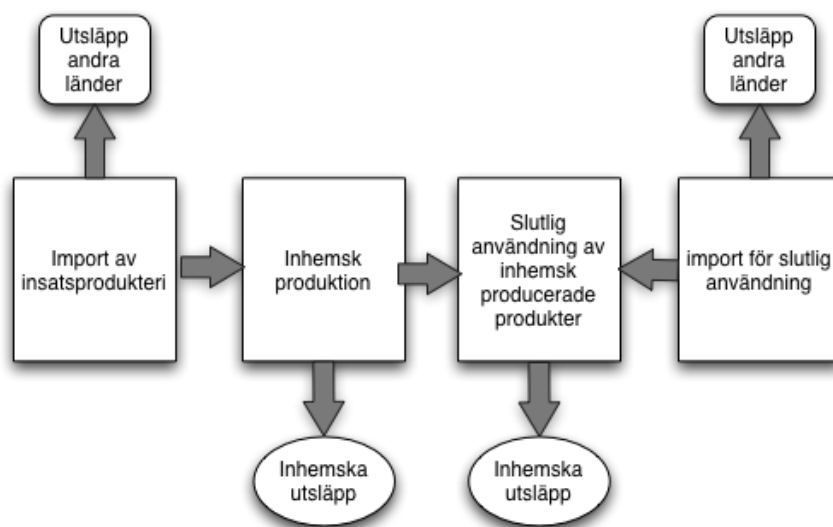 Utsläpp
andra
länder
Utsläpp
andra
länder
Import av
insatsprodukteri
Inhemsk
produktion
Slutlig
användning av
inhemsk
producerade
produkter
import för slutlig
användning
Inhemska
utsläpp
Inhemska
utsläpp